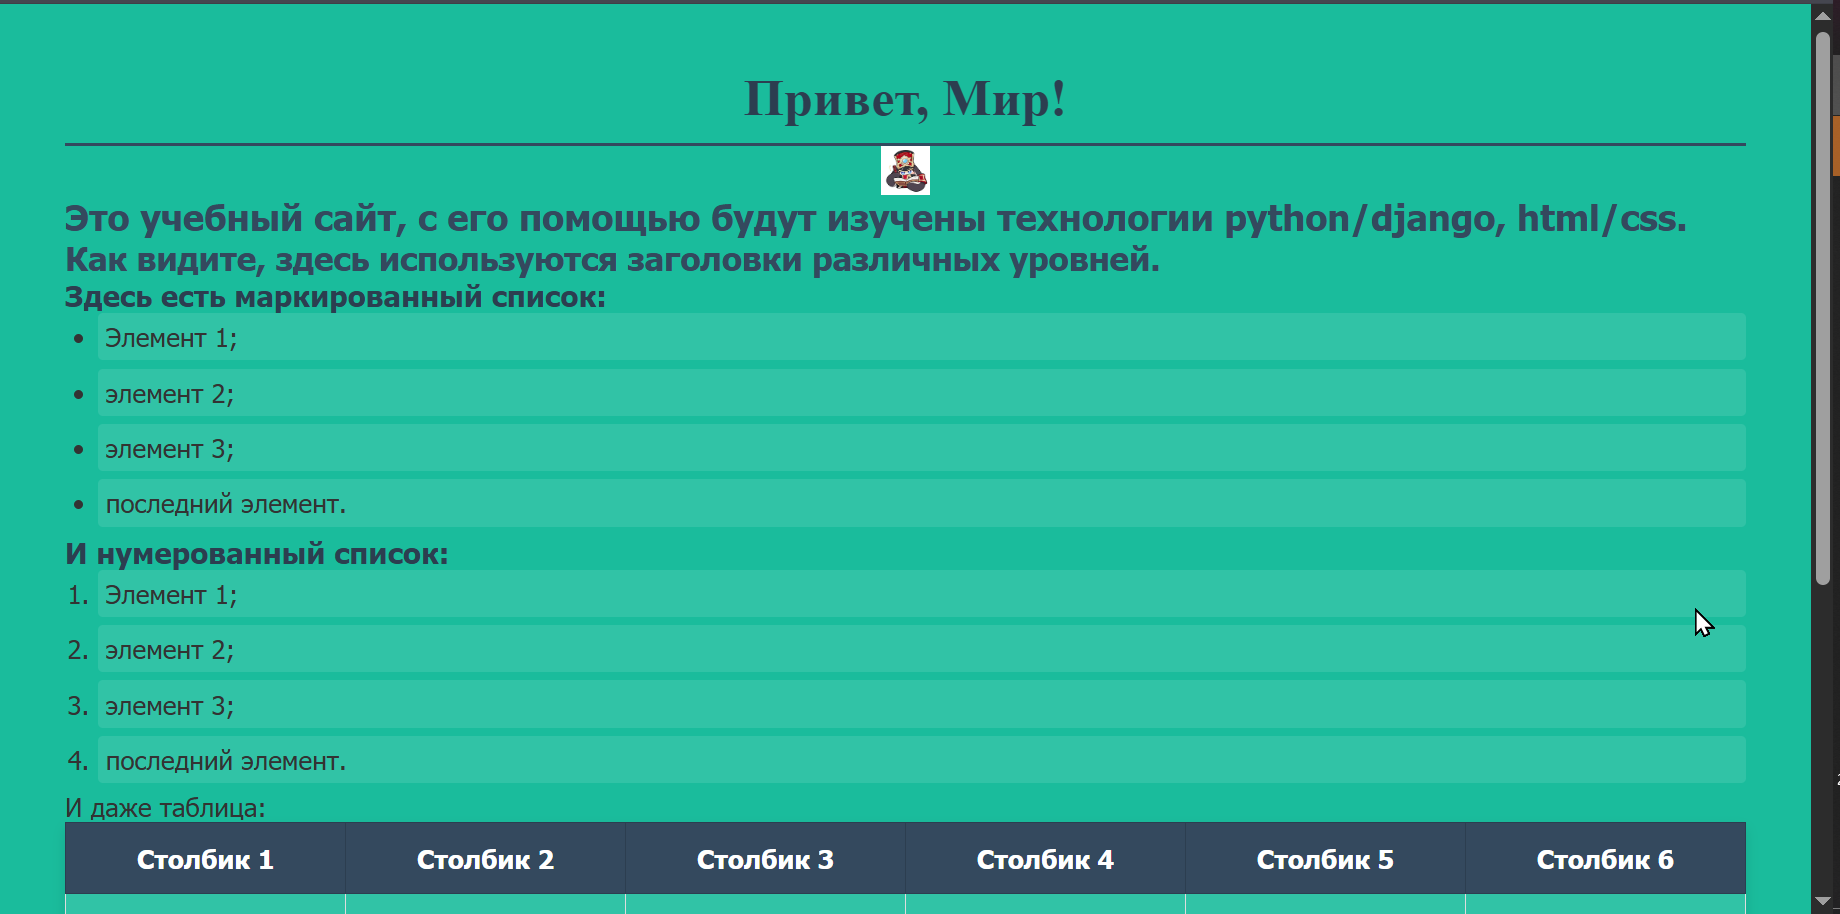 Привет, Мир!
Это учебный сайт, с его помощью будут изучены технологии python/django, html/css.
Как видите, здесь используются заголовки различных уровней.
Здесь есть маркированный список:
• Элемент 1;
• элемент 2;
• элемент 3;
• последний элемент.
И нумерованный список:
1. Элемент 1;
2. элемент 2;
3. элемент 3;
4. последний элемент.
И даже таблица:
Столбик 1 Столбик 2 Столбик 3 Столбик 4 Столбик 5 Столбик 6